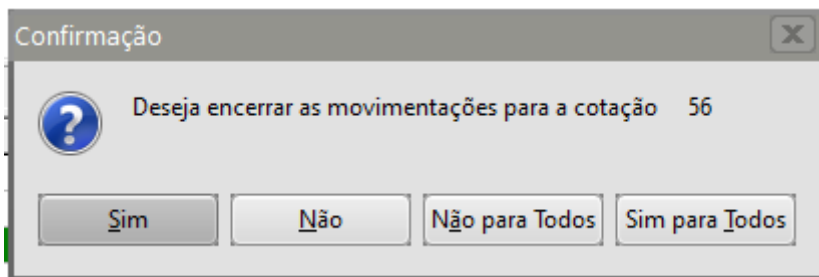 Confirmação
Deseja encerrar as movimentações para a cotação 56
Sim Não Não para Todos Sim para Todos